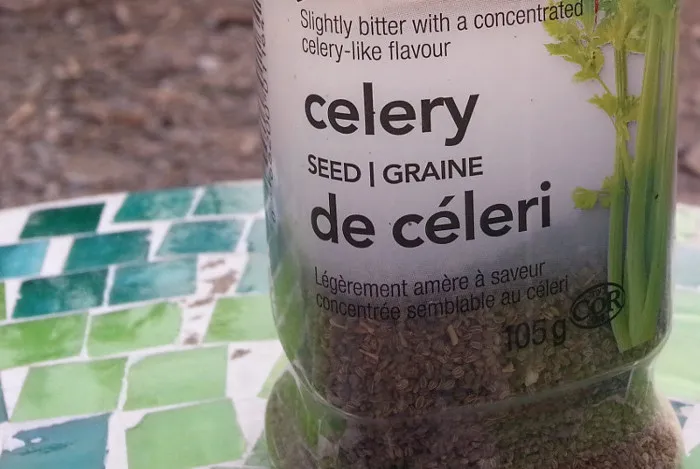 Slightly bitter with a concentrated
celery-like flavour
celery
SEED | GRAINE
de céleri
Légèrement amère à saveur
concentrée semblable au céleri
105 g
COR